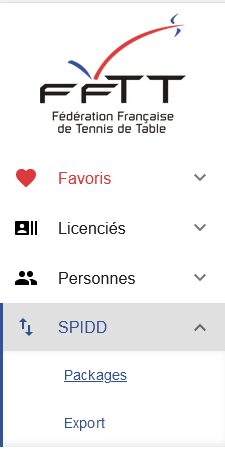 FFTT
Fédération Française
de Tennis de Table
Favoris
Licenciés
Personnes
SPIDD
Packages
Export